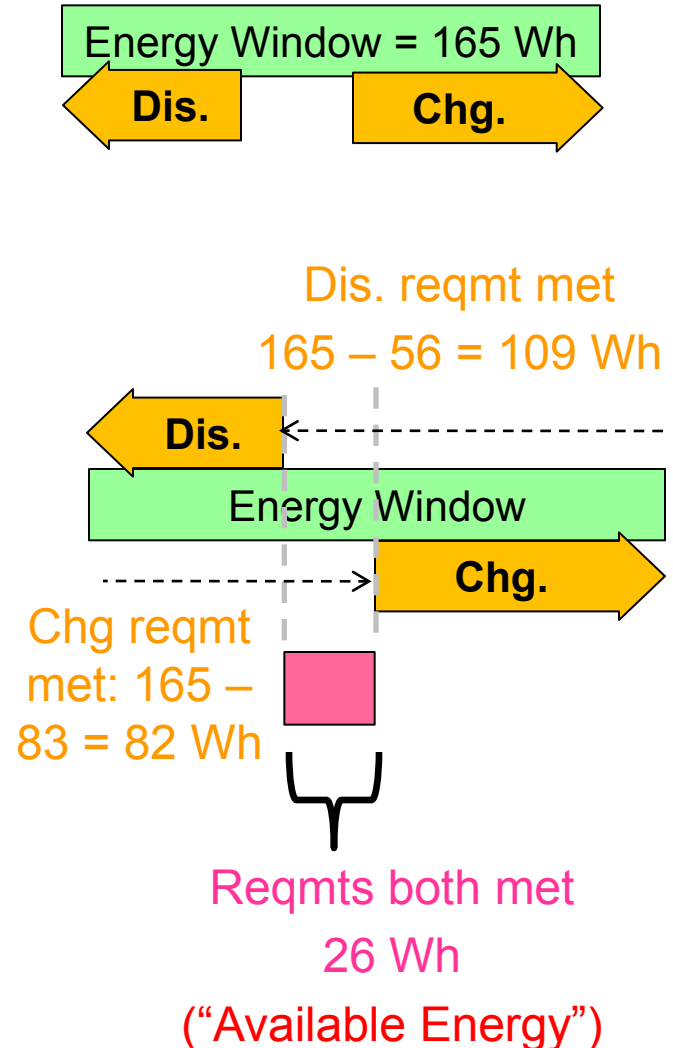 Energy Window = 165 Wh
Dis.
Chg.
Dis. reqmt met
165 – 56 = 109 Wh
Dis.
Energy Window
Chg.
Chg reqmt
met: 165 –
83 = 82 Wh
Reqmts both met
26 Wh
(“Available Energy”)